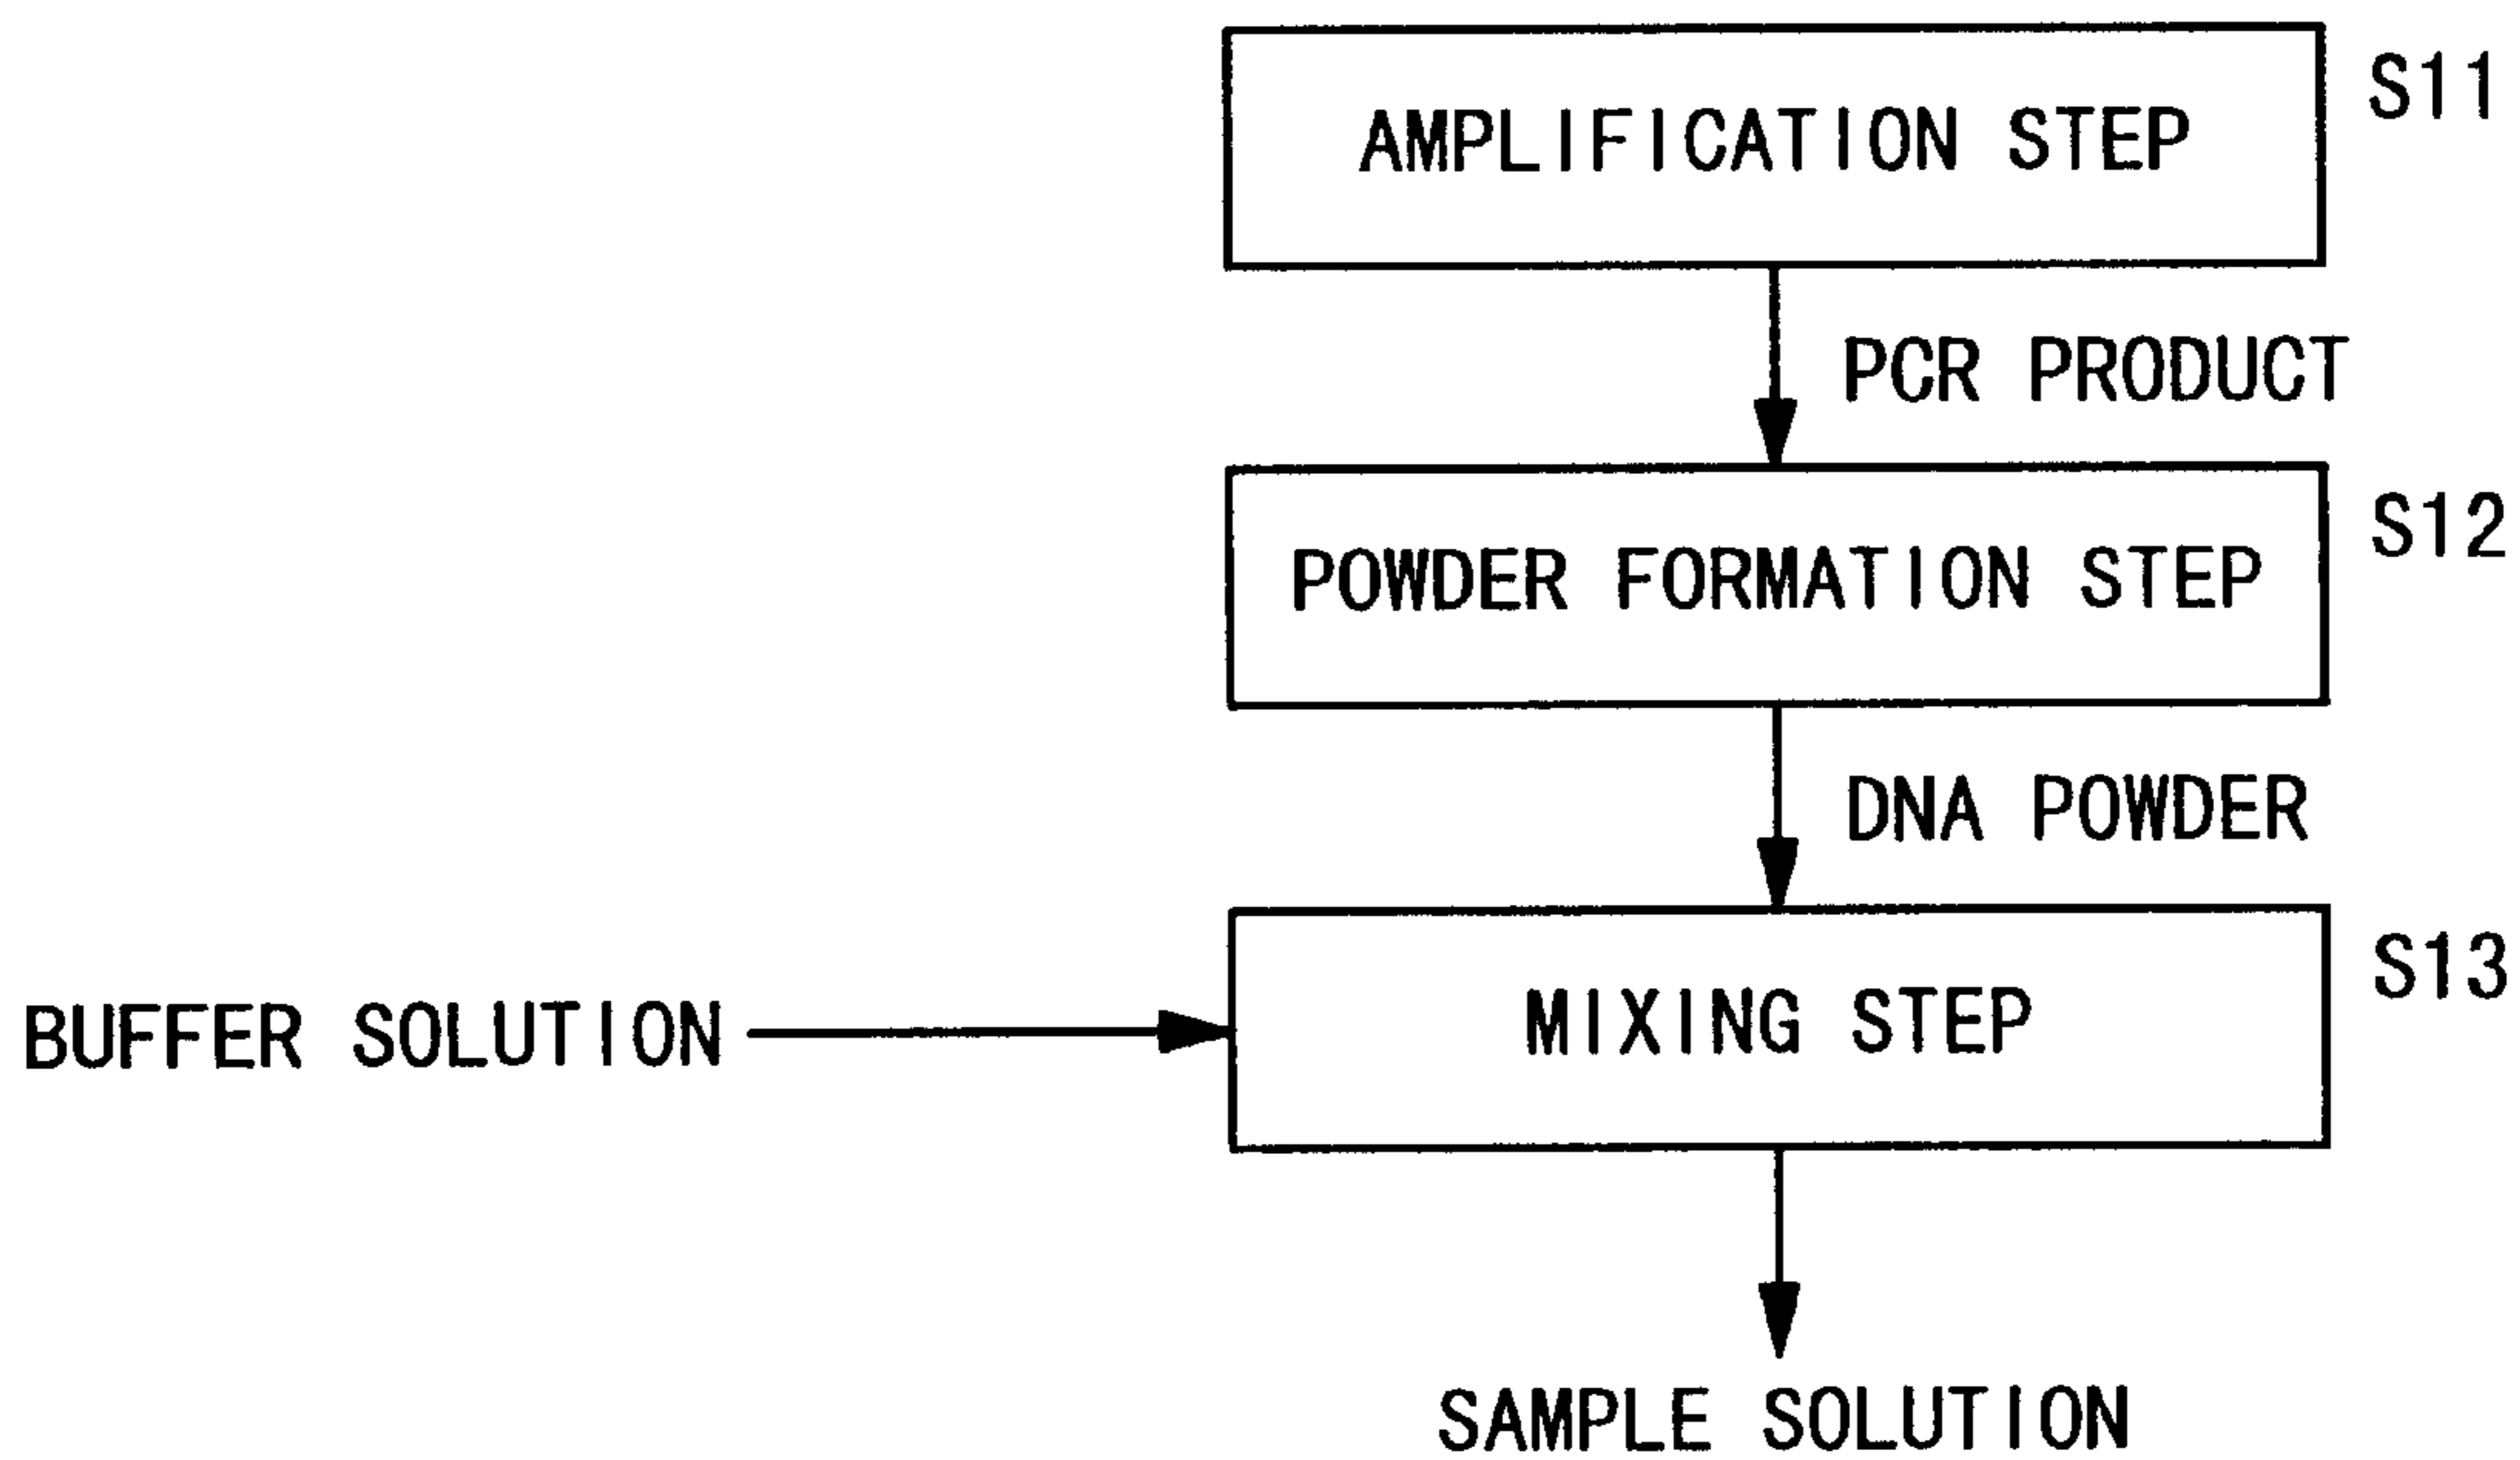 AMPLIFICATION STEP
S11
PCR PRODUCT
POWDER FORMATION STEP
S12
DNA POWDER
MIXING STEP
S13
BUFFER SOLUTION
SAMPLE SOLUTION